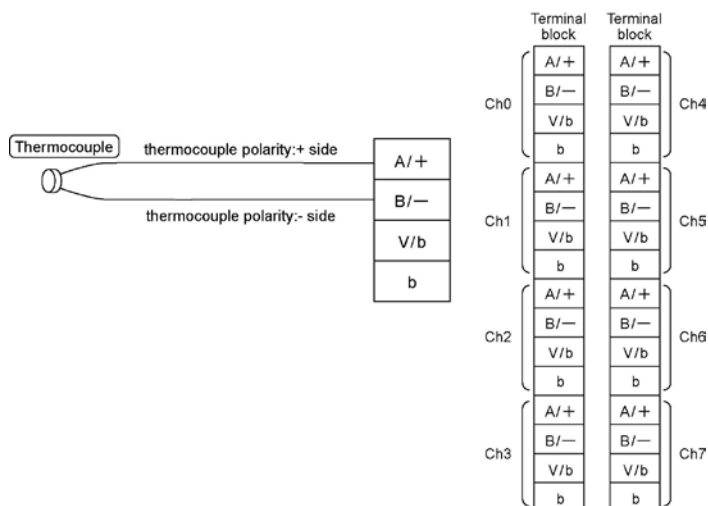 Thermocouple
thermocouple polarity:+ side
thermocouple polarity:- side
A/+
B/−
V/b
b
Terminal
block
Terminal
block
Ch0
A/+
B/−
V/b
b
A/+
B/−
V/b
b
Ch4
Ch1
A/+
B/−
V/b
b
A/+
B/−
V/b
b
Ch5
Ch2
A/+
B/−
V/b
b
A/+
B/−
V/b
b
Ch6
Ch3
A/+
B/−
V/b
b
A/+
B/−
V/b
b
Ch7